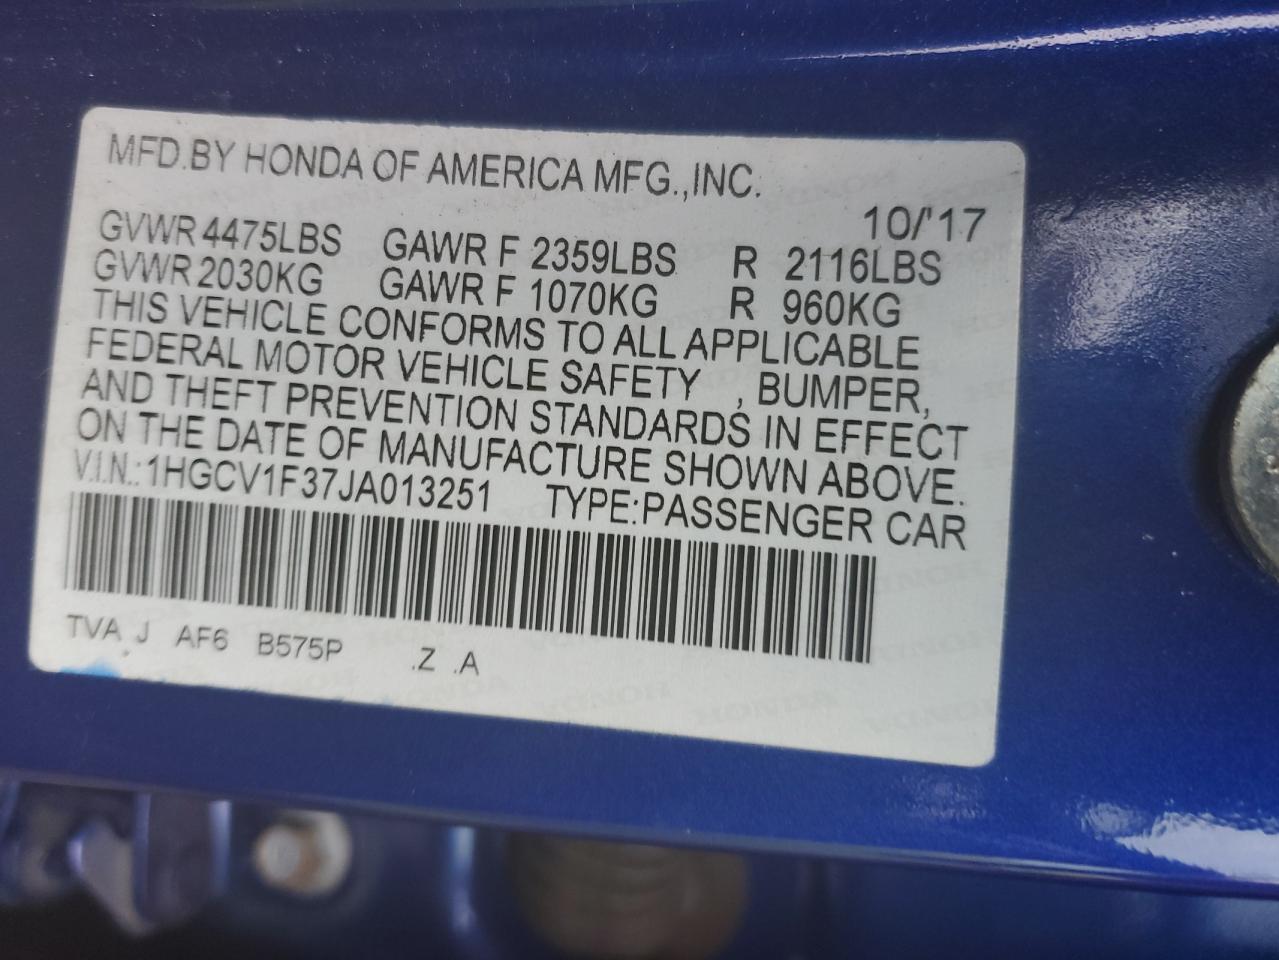 MFD.BY HONDA OF AMERICA MFG.,INC.
10/'17
GVWR 4475LBS GAWR F 2359LBS R 2116LBS
GVWR 2030KG GAWR F 1070KG R 960KG
THIS VEHICLE CONFORMS TO ALL APPLICABLE
FEDERAL MOTOR VEHICLE SAFETY , BUMPER,
AND THEFT PREVENTION STANDARDS IN EFFECT
ON THE DATE OF MANUFACTURE SHOWN ABOVE.
V.I.N.: 1HGCV1F37JA013251 TYPE:PASSENGER CAR
TVA J AF6 B575P .Z .A